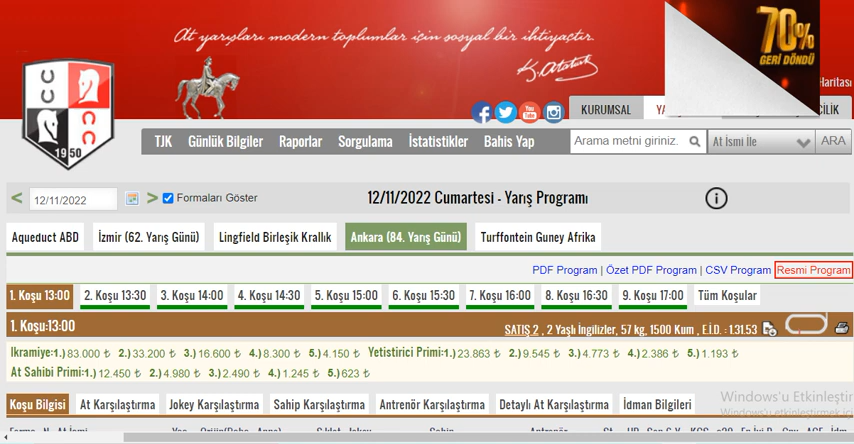 At yarışları modern toplumlar için sosyal bir ihtiyaçtır.
K. Atatürk
70%
GERİ DÖNDÜ
Haritası
1950
KURUMSAL
TJK Günlük Bilgiler Raporlar Sorgulama İstatistikler Bahis Yap Arama metni giriniz. At İsmi İle ARA
< 12/11/2022 > Formaları Göster 12/11/2022 Cumartesi - Yarış Programı
Aqueduct ABD İzmir (62. Yarış Günü) Lingfield Birleşik Krallık Ankara (84. Yarış Günü) Turffontein Guney Afrika
PDF Program | Özet PDF Program | CSV Program | Resmi Program
1. Koşu 13:00 2. Koşu 13:30 3. Koşu 14:00 4. Koşu 14:30 5. Koşu 15:00 6. Koşu 15:30 7. Koşu 16:00 8. Koşu 16:30 9. Koşu 17:00 Tüm Koşular
1. Koşu:13:00 SATIŞ 2 , 2 Yaşlı İngilizler, 57 kg, 1500 Kum , E.İ.D. : 1.31.53
Ikramiye:1.) 83.000 ₺ 2.) 33.200 ₺ 3.) 16.600 ₺ 4.) 8.300 ₺ 5.) 4.150 ₺ Yetistirici Primi:1.) 23.863 ₺ 2.) 9.545 ₺ 3.) 4.773 ₺ 4.) 2.386 ₺ 5.) 1.193 ₺
At Sahibi Primi:1.) 12.450 ₺ 2.) 4.980 ₺ 3.) 2.490 ₺ 4.) 1.245 ₺ 5.) 623 ₺
Koşu Bilgisi At Karşılaştırma Jokey Karşılaştırma Sahip Karşılaştırma Antrenör Karşılaştırma Detaylı At Karşılaştırma İdman Bilgileri
Windows'u Etkinleştir